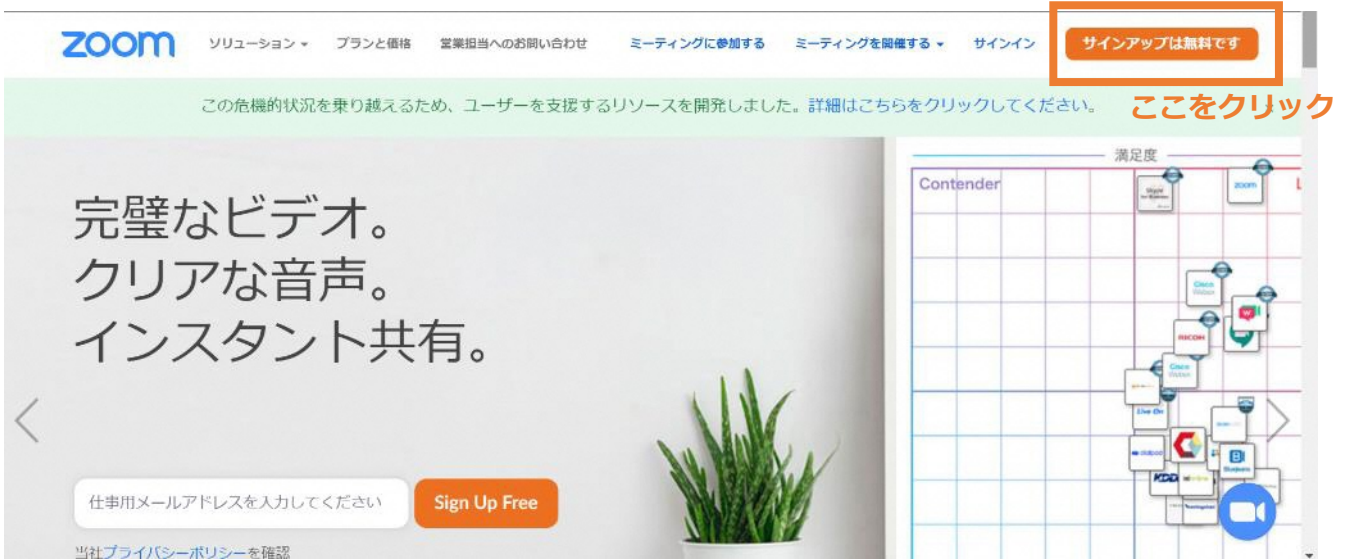 zoom
ソリューション プランと価格 営業担当へのお問い合わせ ミーティングに参加する ミーティングを開催する サインイン サインアップは無料です
この危機的状況を乗り越えるため、ユーザーを支援するリソースを開発しました。詳細はこちらをクリックしてください。
ここをクリック
満足度
Contender
L
Skype for Business
zoom
完璧なビデオ。
クリアな音声。
インスタント共有。
Cisco Webex
RICOH
Cisco Webex
Live On
KDDI
Bluejeans
仕事用メールアドレスを入力してください
Sign Up Free
当社プライバシーポリシーを確認